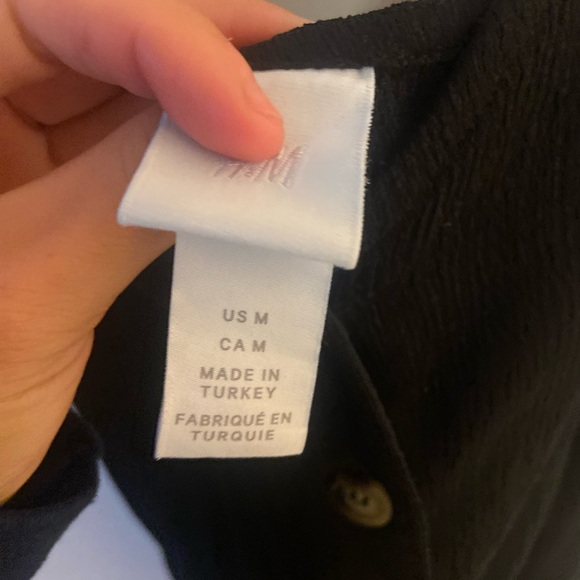 US M
CA M
MADE IN
TURKEY
FABRIQUÉ EN
TURQUIE